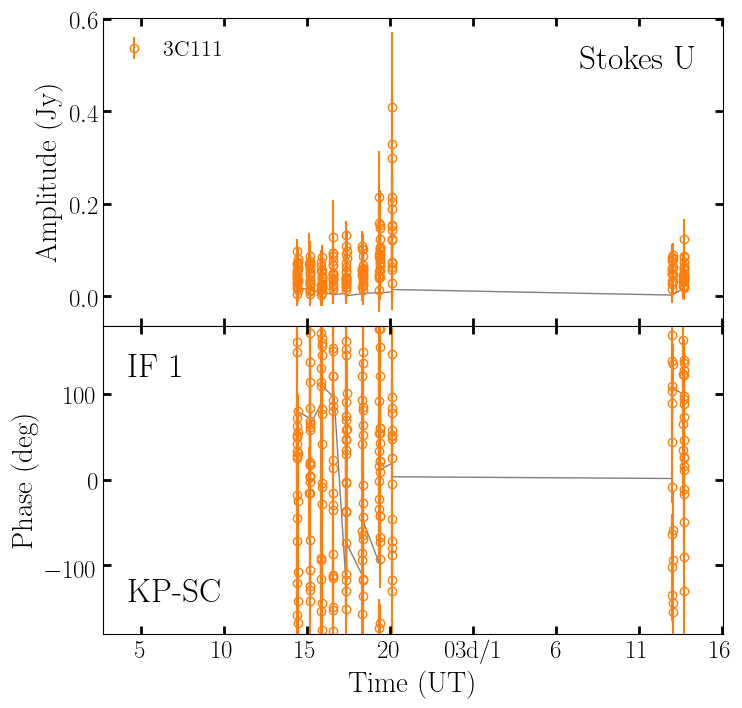 3C111
Stokes U
Amplitude (Jy)
0.6
0.4
0.2
0.0
IF 1
KP-SC
Phase (deg)
100
0
−100
5 10 15 20 03d/1 6 11 16
Time (UT)